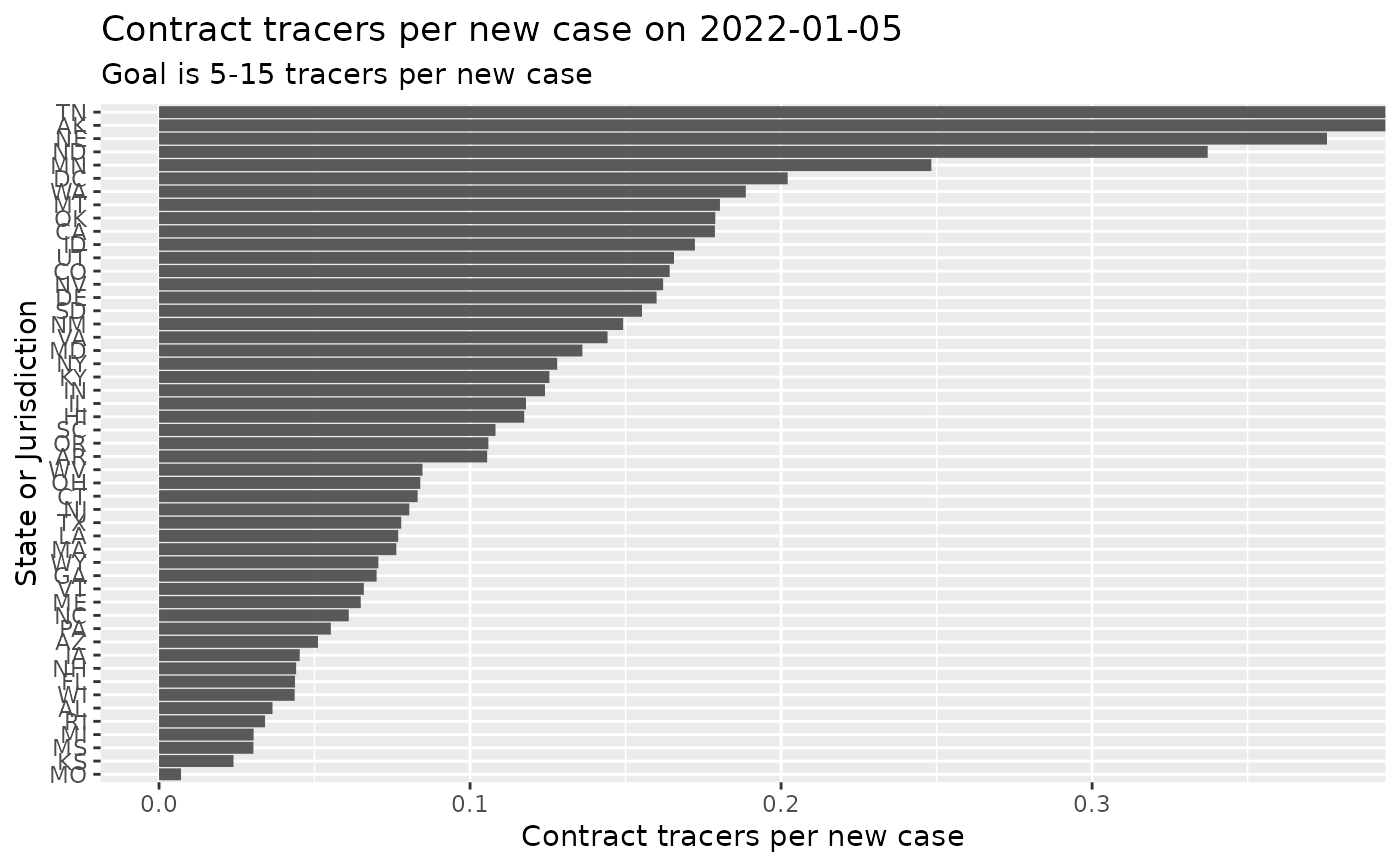 Contract tracers per new case on 2022-01-05
Goal is 5-15 tracers per new case
State or Jurisdiction
TN
AK
NE
ND
MN
DC
WA
MT
OK
CA
ID
UT
CO
NV
DE
SD
NM
VA
MD
NY
KY
IN
IL
HI
SC
OR
AR
WV
OH
CT
NJ
TX
LA
MA
WY
GA
VT
ME
NC
PA
AZ
IA
NH
FL
WI
AL
RI
MI
MS
KS
MO
0.0 0.1 0.2 0.3
Contract tracers per new case